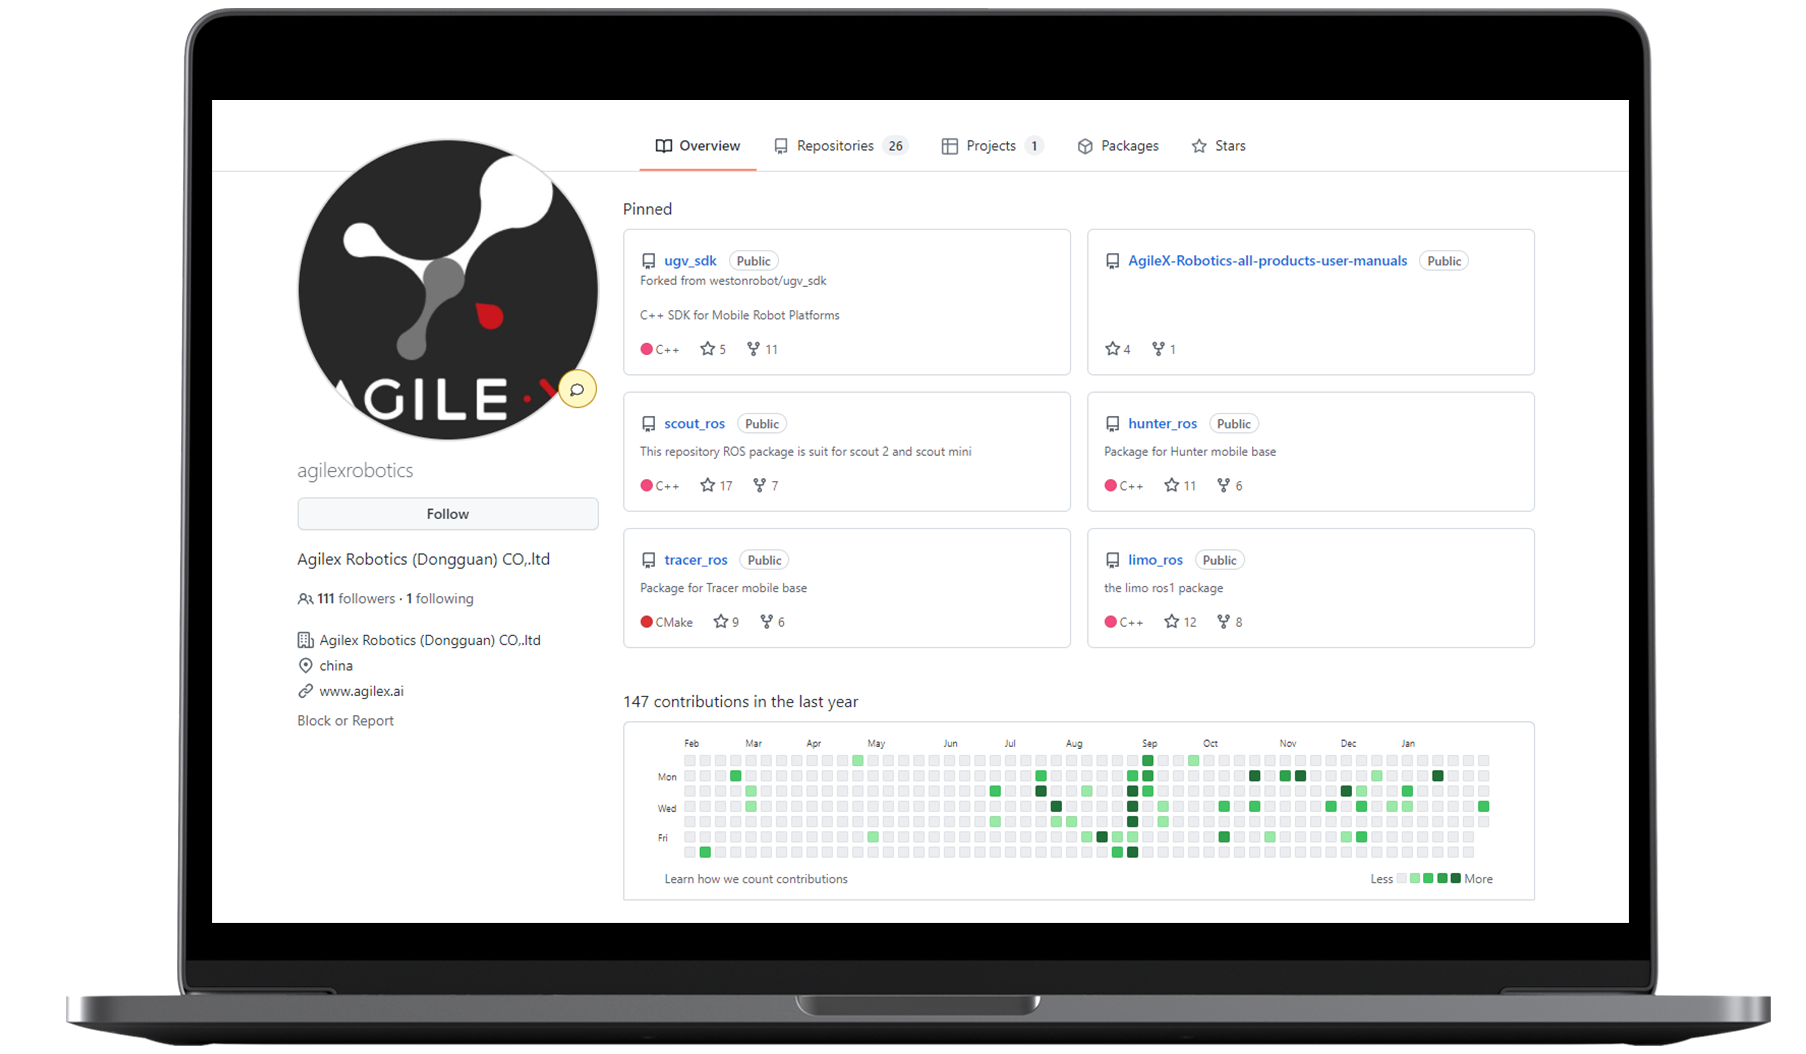 Overview Repositories 26 Projects 1 Packages Stars
AGILE·X
agilexrobotics
Follow
Agilex Robotics (Dongguan) CO,.ltd
111 followers · 1 following
Agilex Robotics (Dongguan) CO,.ltd
china
www.agilex.ai
Block or Report
Pinned
ugv_sdk Public
Forked from westonrobot/ugv_sdk
C++ SDK for Mobile Robot Platforms
C++ 5 11
AgileX-Robotics-all-products-user-manuals Public
4 1
scout_ros Public
This repository ROS package is suit for scout 2 and scout mini
C++ 17 7
hunter_ros Public
Package for Hunter mobile base
C++ 11 6
tracer_ros Public
Package for Tracer mobile base
CMake 9 6
limo_ros Public
the limo ros1 package
C++ 12 8
147 contributions in the last year
Feb Mar Apr May Jun Jul Aug Sep Oct Nov Dec Jan
Mon
Wed
Fri
Learn how we count contributions
Less More